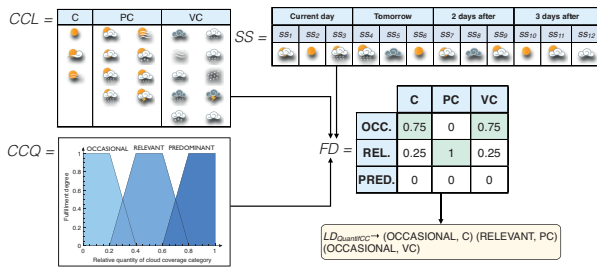 CCL =
C PC VC
SS =
Current day Tomorrow 2 days after 3 days after
SS1 SS2 SS3 SS4 SS5 SS6 SS7 SS8 SS9 SS10 SS11 SS12
CCQ =
OCCASIONAL RELEVANT PREDOMINANT
Fulfilment degree
1
0.8
0.6
0.4
0.2
0
0 0.2 0.4 0.6 0.8 1
Relative quantity of cloud coverage category
FD =
C PC VC
OCC. 0.75 0 0.75
REL. 0.25 1 0.25
PRED. 0 0 0
LDQuantifCC→ (OCCASIONAL, C) (RELEVANT, PC)
(OCCASIONAL, VC)